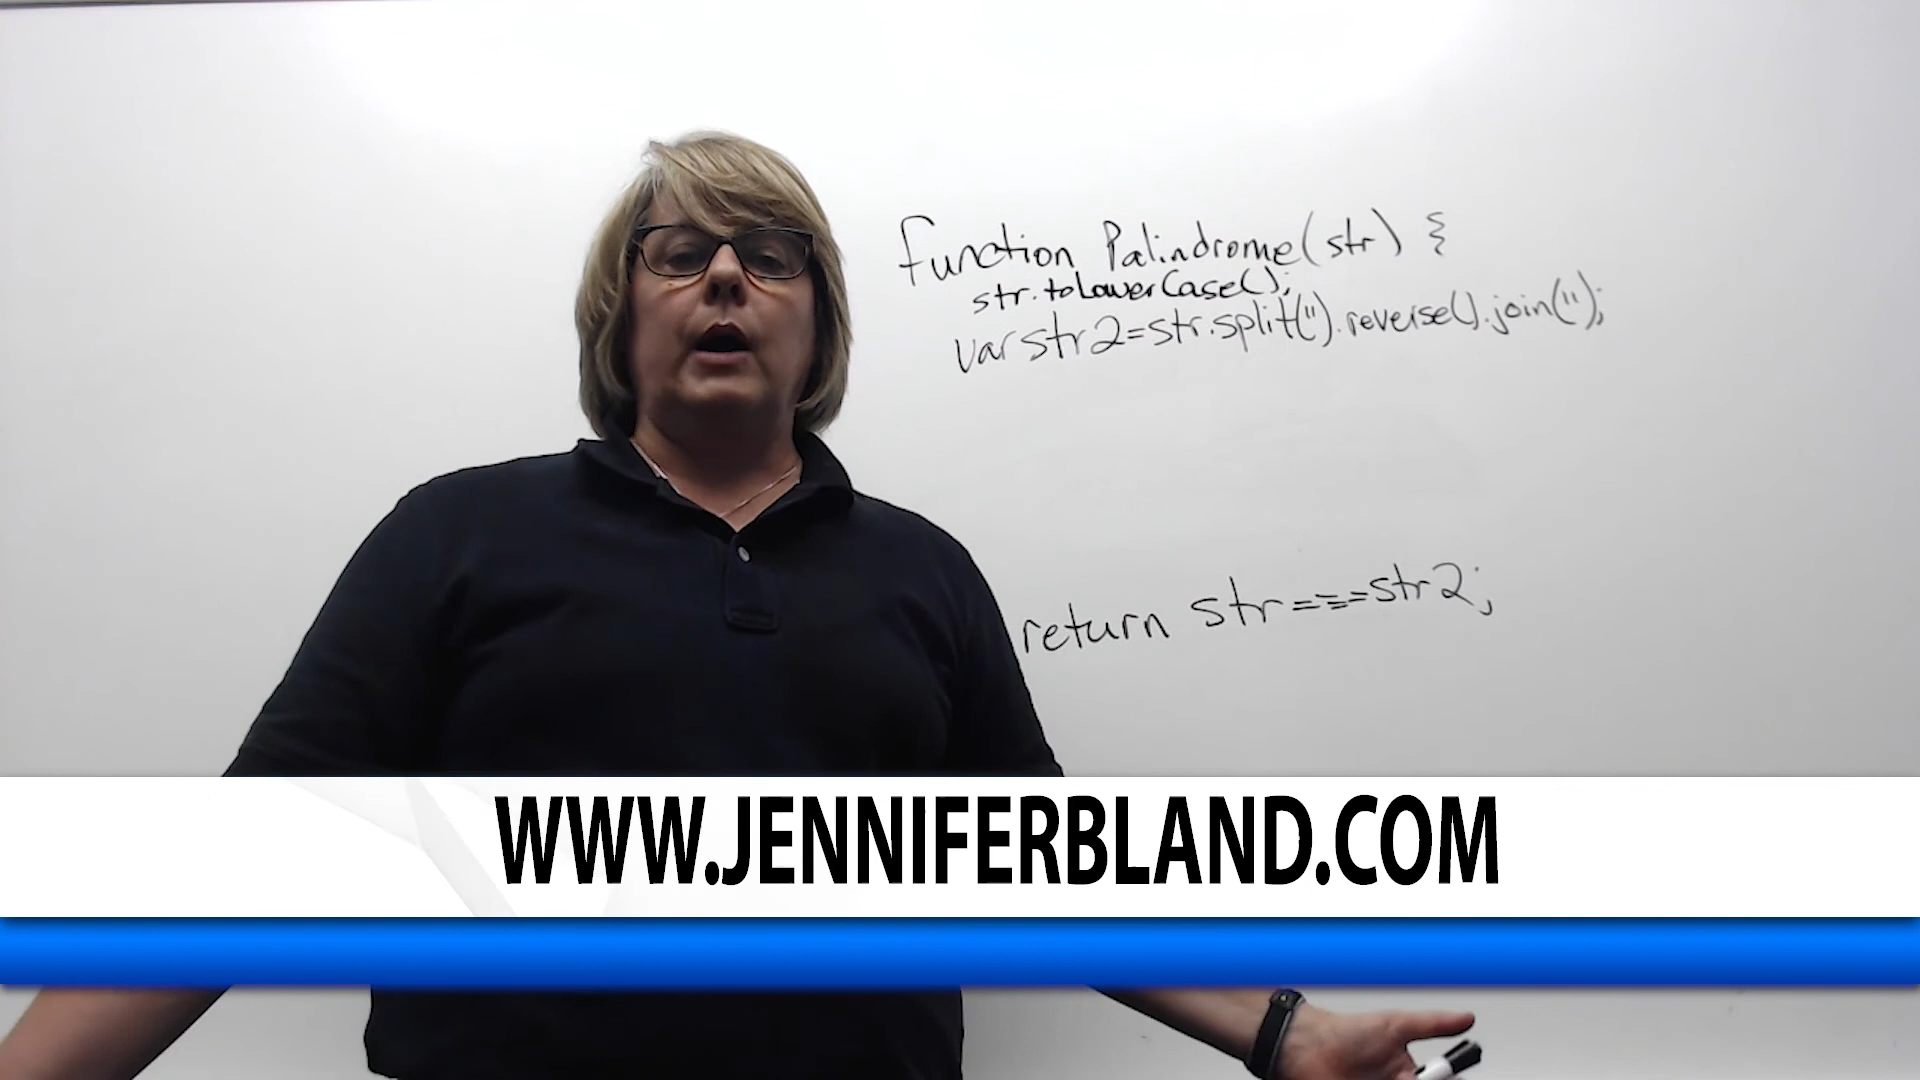 function Palindrome(str) {
str.toLowerCase();
var str2=str.split('').reverse().join('');
return str===str2;
WWW.JENNIFERBLAND.COM